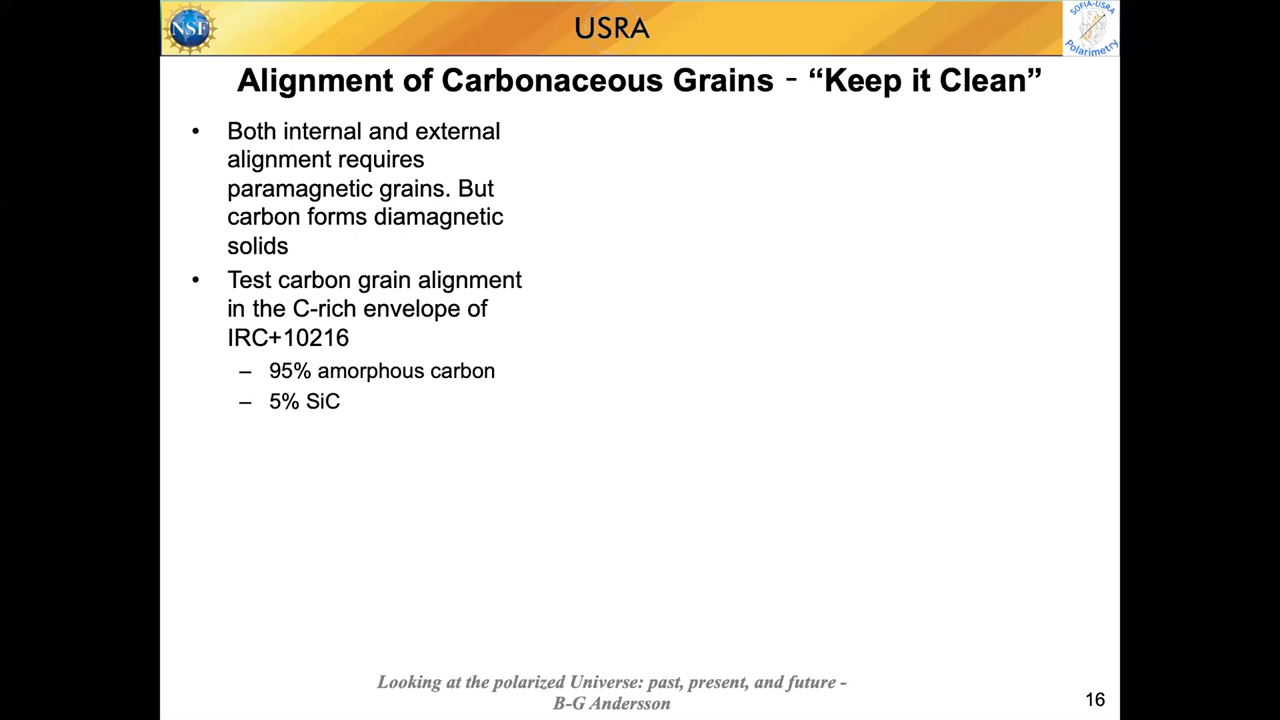 NSF
USRA
SOFIA-USRA
Polarimetry
Alignment of Carbonaceous Grains - “Keep it Clean”
• Both internal and external
alignment requires
paramagnetic grains. But
carbon forms diamagnetic
solids
• Test carbon grain alignment
in the C-rich envelope of
IRC+10216
– 95% amorphous carbon
– 5% SiC
Looking at the polarized Universe: past, present, and future -
B-G Andersson
16